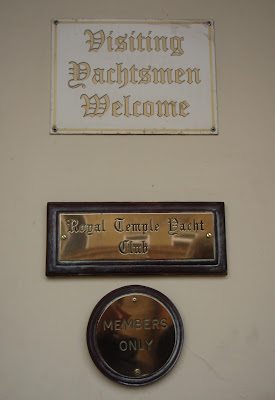 Visiting
Yachtsmen
Welcome
Royal Temple Yacht
Club
MEMBERS
ONLY